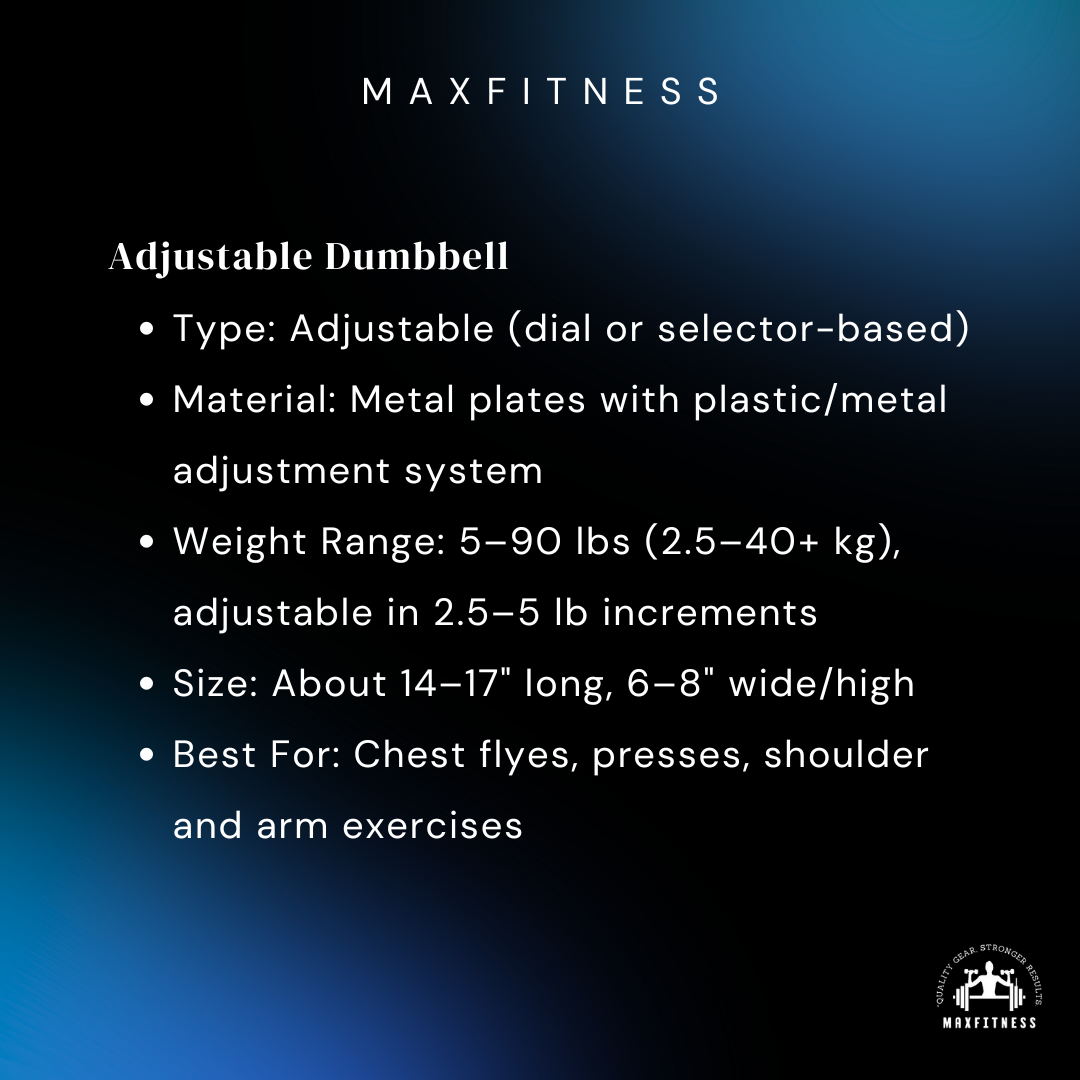 MAXFITNESS
Adjustable Dumbbell
• Type: Adjustable (dial or selector-based)
• Material: Metal plates with plastic/metal
adjustment system
• Weight Range: 5–90 lbs (2.5–40+ kg),
adjustable in 2.5–5 lb increments
• Size: About 14–17" long, 6–8" wide/high
• Best For: Chest flyes, presses, shoulder
and arm exercises
"QUALITY GEAR. STRONGER RESULTS
MAXFITNESS